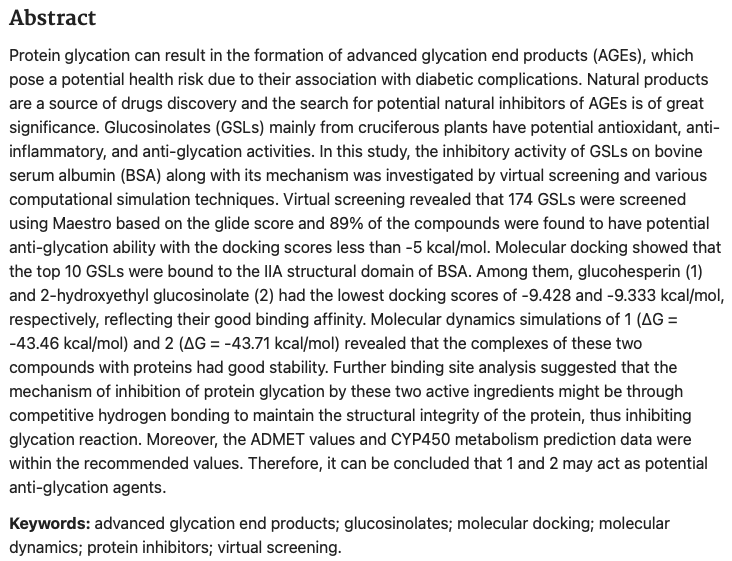 Abstract
Protein glycation can result in the formation of advanced glycation end products (AGEs), which
pose a potential health risk due to their association with diabetic complications. Natural products
are a source of drugs discovery and the search for potential natural inhibitors of AGEs is of great
significance. Glucosinolates (GSLs) mainly from cruciferous plants have potential antioxidant, anti-
inflammatory, and anti-glycation activities. In this study, the inhibitory activity of GSLs on bovine
serum albumin (BSA) along with its mechanism was investigated by virtual screening and various
computational simulation techniques. Virtual screening revealed that 174 GSLs were screened
using Maestro based on the glide score and 89% of the compounds were found to have potential
anti-glycation ability with the docking scores less than -5 kcal/mol. Molecular docking showed that
the top 10 GSLs were bound to the IIA structural domain of BSA. Among them, glucohesperin (1)
and 2-hydroxyethyl glucosinolate (2) had the lowest docking scores of -9.428 and -9.333 kcal/mol,
respectively, reflecting their good binding affinity. Molecular dynamics simulations of 1 (ΔG =
-43.46 kcal/mol) and 2 (ΔG = -43.71 kcal/mol) revealed that the complexes of these two
compounds with proteins had good stability. Further binding site analysis suggested that the
mechanism of inhibition of protein glycation by these two active ingredients might be through
competitive hydrogen bonding to maintain the structural integrity of the protein, thus inhibiting
glycation reaction. Moreover, the ADMET values and CYP450 metabolism prediction data were
within the recommended values. Therefore, it can be concluded that 1 and 2 may act as potential
anti-glycation agents.
Keywords: advanced glycation end products; glucosinolates; molecular docking; molecular
dynamics; protein inhibitors; virtual screening.